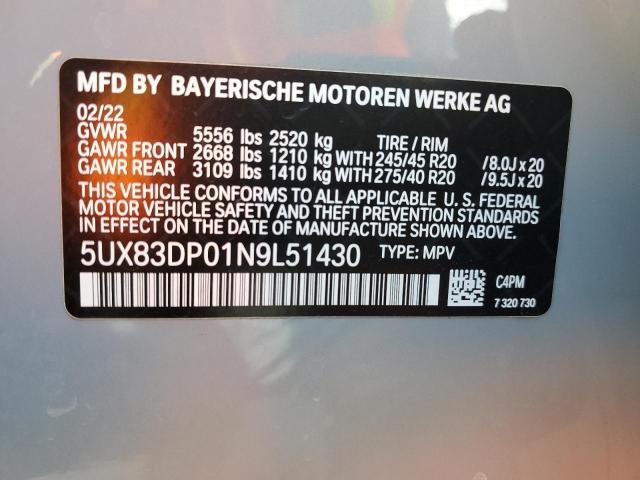 MFD BY BAYERISCHE MOTOREN WERKE AG
02/22
GVWR 5556 lbs 2520 kg TIRE / RIM
GAWR FRONT 2668 lbs 1210 kg WITH 245/45 R20 /8.0J x 20
GAWR REAR 3109 lbs 1410 kg WITH 275/40 R20 /9.5J x 20
THIS VEHICLE CONFORMS TO ALL APPLICABLE U.S. FEDERAL
MOTOR VEHICLE SAFETY AND THEFT PREVENTION STANDARDS
IN EFFECT ON THE DATE OF MANUFACTURE SHOWN ABOVE.
5UX83DP01N9L51430 TYPE: MPV
C4PM
7 320 730